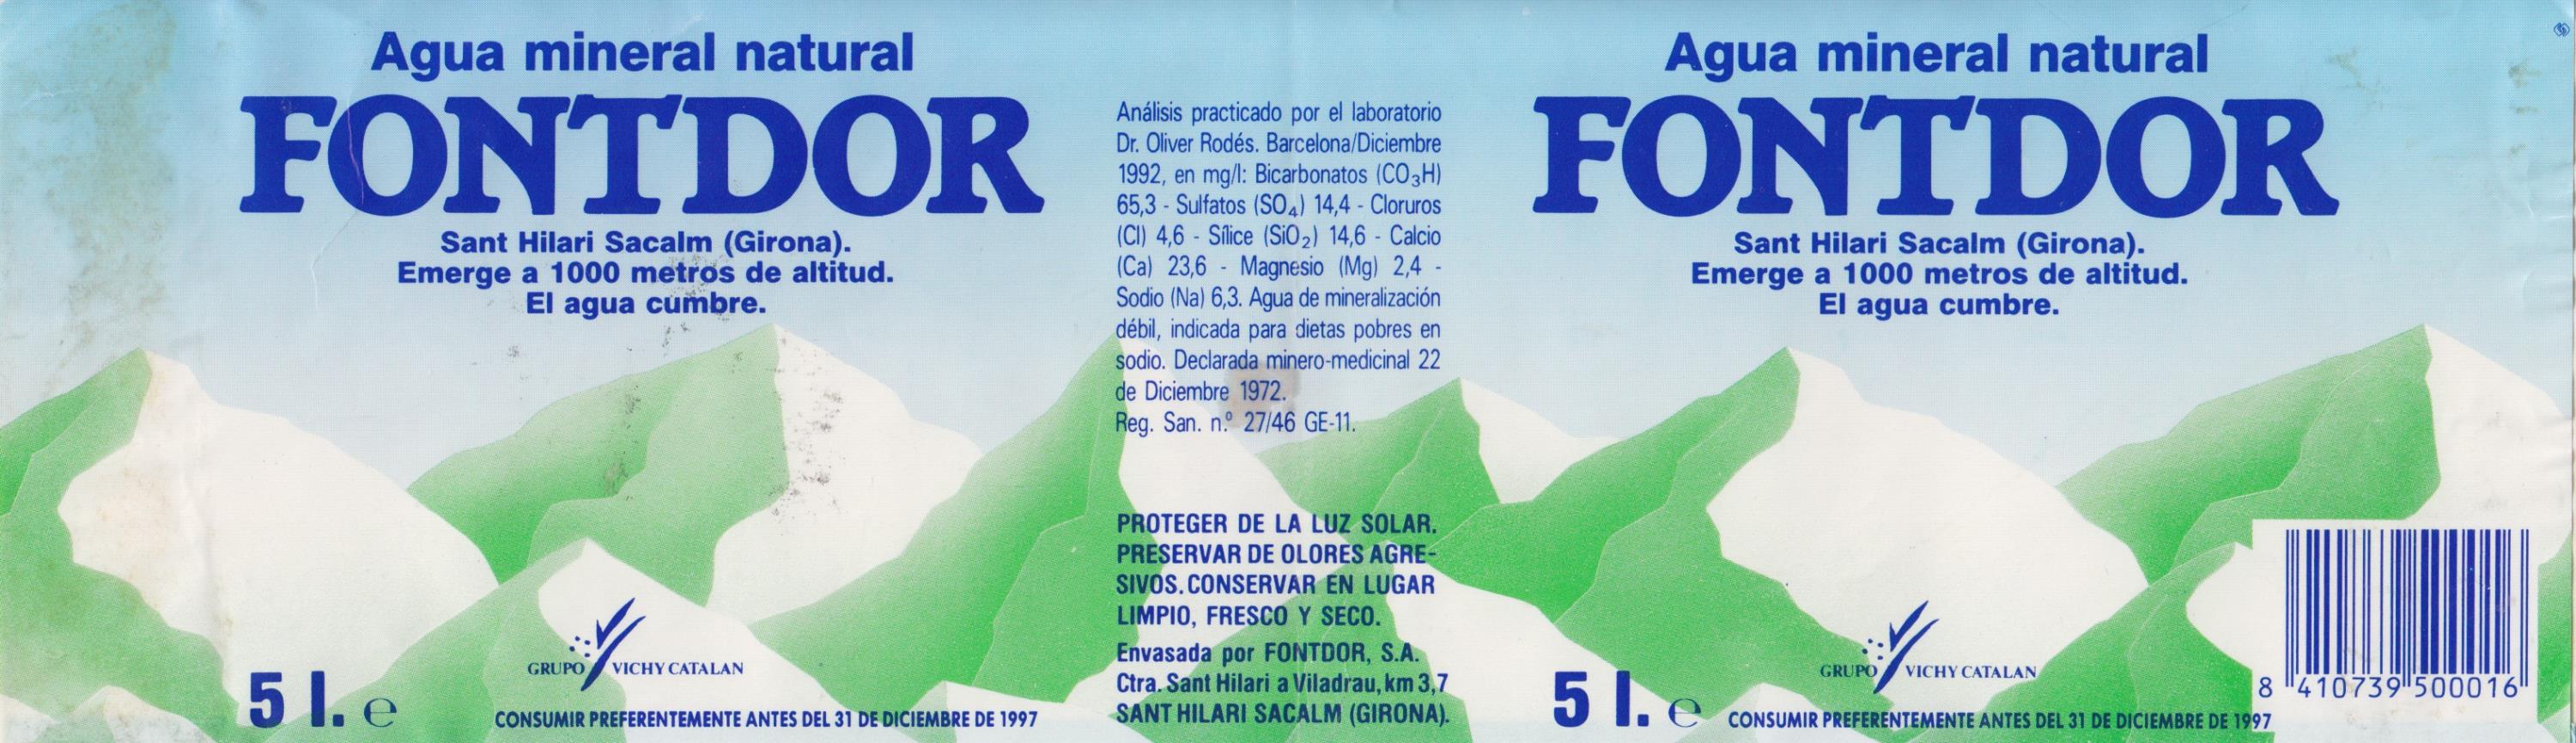 Agua mineral natural
FONTDOR
Sant Hilari Sacalm (Girona).
Emerge a 1000 metros de altitud.
El agua cumbre.
GRUPO VICHY CATALAN
5 l. ℮
CONSUMIR PREFERENTEMENTE ANTES DEL 31 DE DICIEMBRE DE 1997
Análisis practicado por el laboratorio
Dr. Oliver Rodés. Barcelona/Diciembre
1992, en mg/l: Bicarbonatos (CO₃H)
65,3 - Sulfatos (SO₄) 14,4 - Cloruros
(Cl) 4,6 - Sílice (SiO₂) 14,6 - Calcio
(Ca) 23,6 - Magnesio (Mg) 2,4 -
Sodio (Na) 6,3. Agua de mineralización
débil, indicada para dietas pobres en
sodio. Declarada minero-medicinal 22
de Diciembre 1972.
Reg. San. n.º 27/46 GE-11.
PROTEGER DE LA LUZ SOLAR.
PRESERVAR DE OLORES AGRE-
SIVOS. CONSERVAR EN LUGAR
LIMPIO, FRESCO Y SECO.
Envasada por FONTDOR, S.A.
Ctra. Sant Hilari a Viladrau, km 3,7
SANT HILARI SACALM (GIRONA).
Agua mineral natural
FONTDOR
Sant Hilari Sacalm (Girona).
Emerge a 1000 metros de altitud.
El agua cumbre.
GRUPO VICHY CATALAN
5 l. ℮
CONSUMIR PREFERENTEMENTE ANTES DEL 31 DE DICIEMBRE DE 1997
8 410739 500016